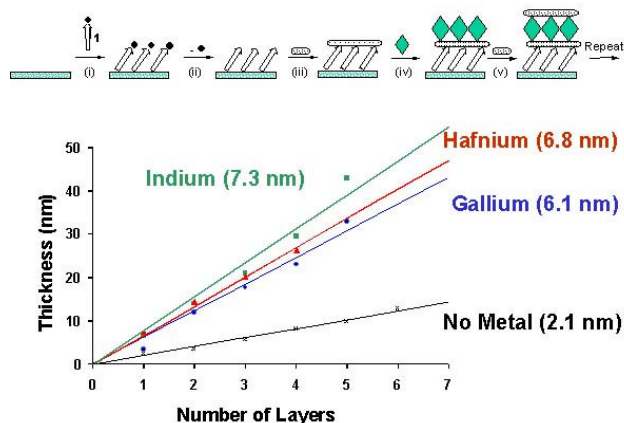 1
(i) (ii) (iii) (iv) (v) Repeat
Hafnium (6.8 nm)
Indium (7.3 nm)
Gallium (6.1 nm)
No Metal (2.1 nm)
Thickness (nm)
50
40
30
20
10
0
0 1 2 3 4 5 6 7
Number of Layers